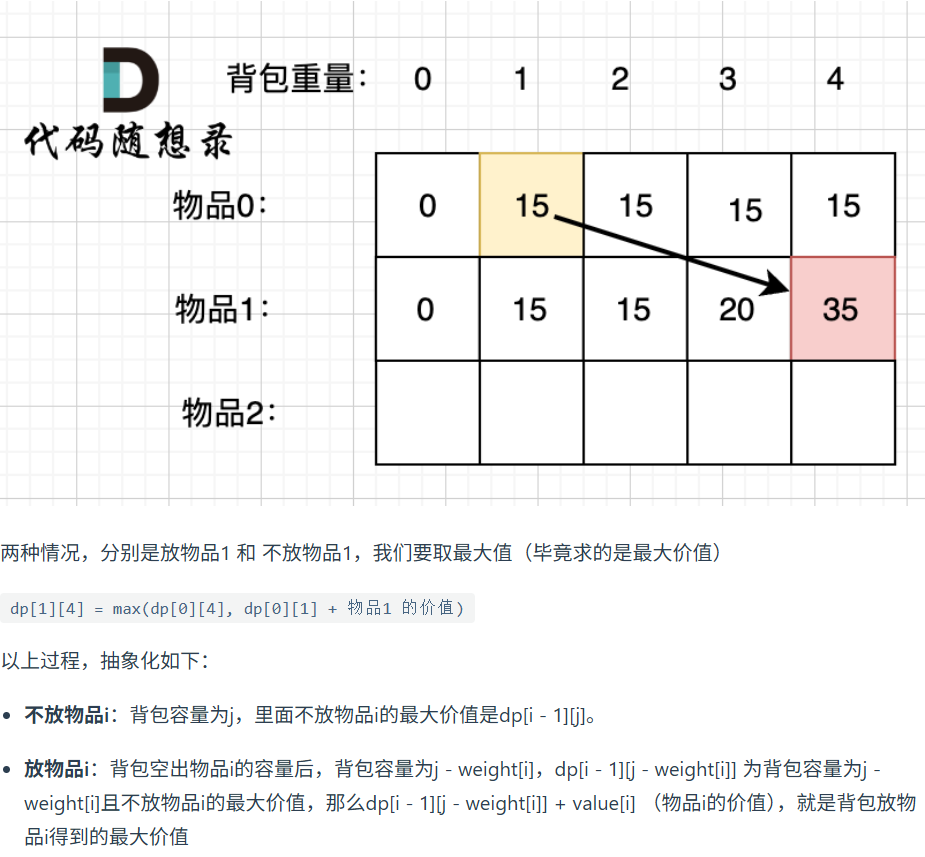 背包重量： 0 1 2 3 4
代码随想录
物品0： 0 15 15 15 15
物品1： 0 15 15 20 35
物品2：
两种情况，分别是放物品1 和 不放物品1，我们要取最大值（毕竟求的是最大价值）
dp[1][4] = max(dp[0][4], dp[0][1] + 物品1 的价值)
以上过程，抽象化如下：
• 不放物品i：背包容量为j，里面不放物品i的最大价值是dp[i - 1][j]。
• 放物品i：背包空出物品i的容量后，背包容量为j - weight[i]，dp[i - 1][j - weight[i]] 为背包容量为j -
weight[i]且不放物品i的最大价值，那么dp[i - 1][j - weight[i]] + value[i] （物品i的价值），就是背包放物
品i得到的最大价值